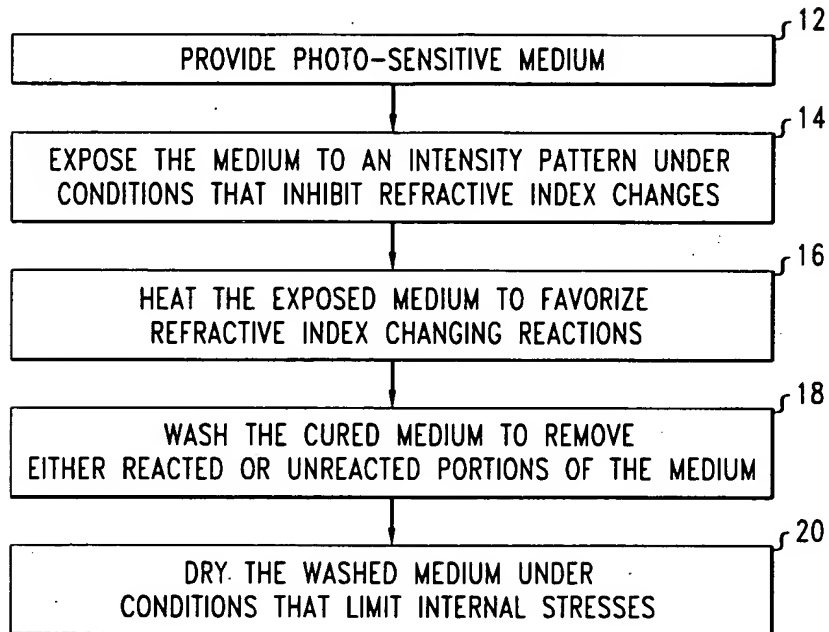 12
PROVIDE PHOTO-SENSITIVE MEDIUM
14
EXPOSE THE MEDIUM TO AN INTENSITY PATTERN UNDER
CONDITIONS THAT INHIBIT REFRACTIVE INDEX CHANGES
16
HEAT THE EXPOSED MEDIUM TO FAVORIZE
REFRACTIVE INDEX CHANGING REACTIONS
18
WASH THE CURED MEDIUM TO REMOVE
EITHER REACTED OR UNREACTED PORTIONS OF THE MEDIUM
20
DRY THE WASHED MEDIUM UNDER
CONDITIONS THAT LIMIT INTERNAL STRESSES